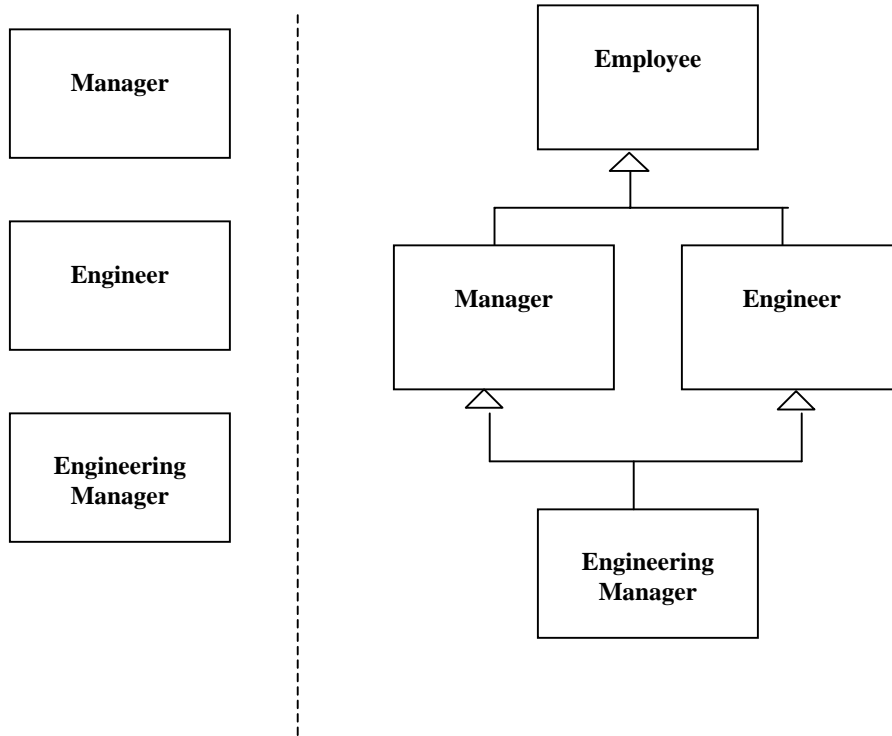 Manager
Engineer
Engineering
Manager
Employee
Manager
Engineer
Engineering
Manager